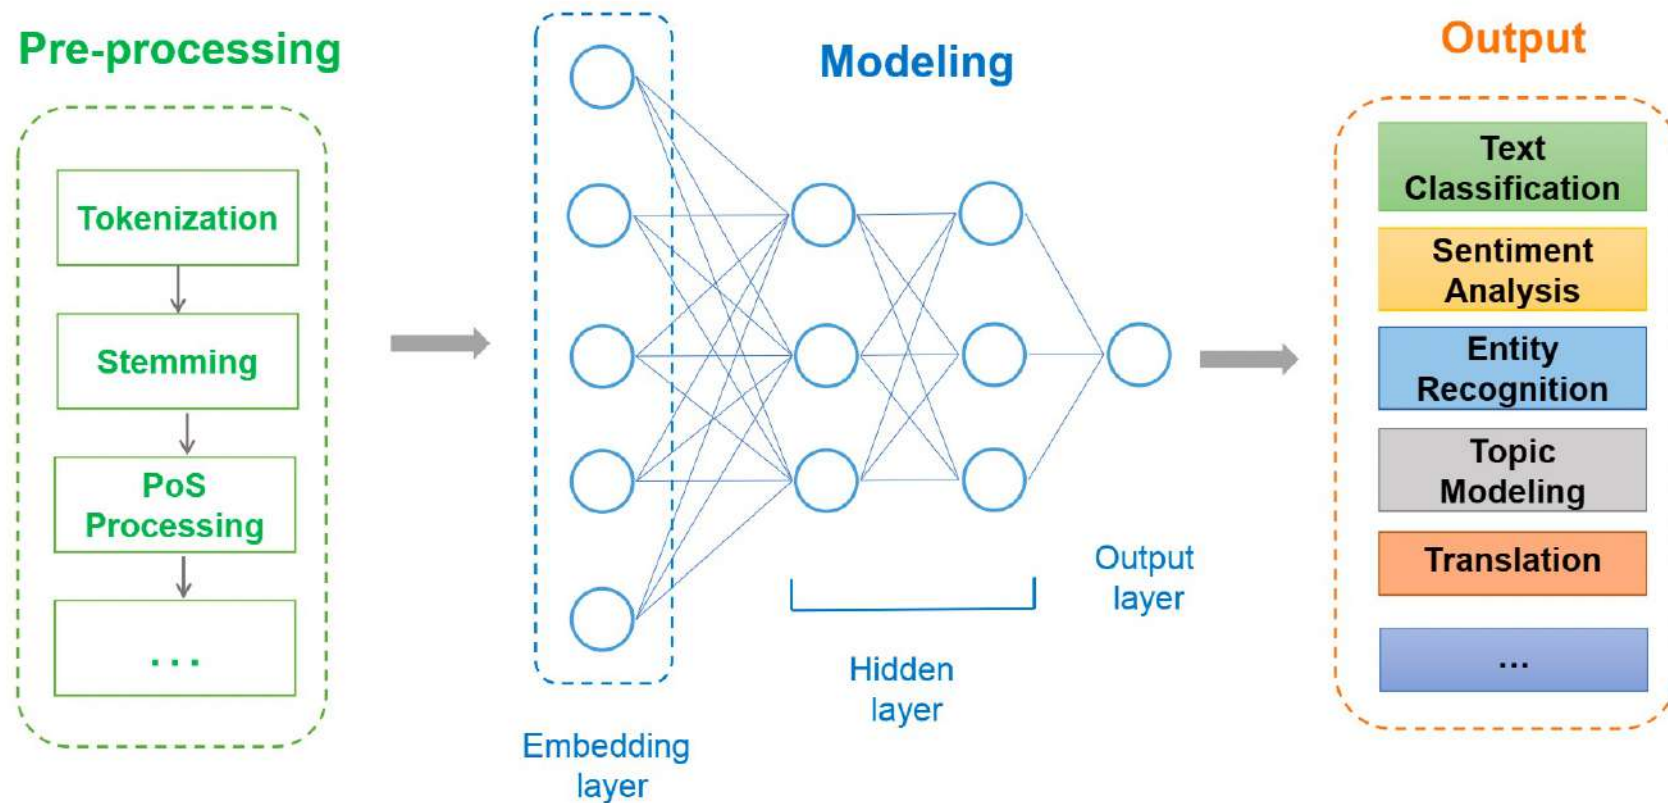 Pre-processing
Tokenization
Stemming
PoS
Processing
...
Modeling
Embedding
layer
Hidden
layer
Output
layer
Output
Text
Classification
Sentiment
Analysis
Entity
Recognition
Topic
Modeling
Translation
...